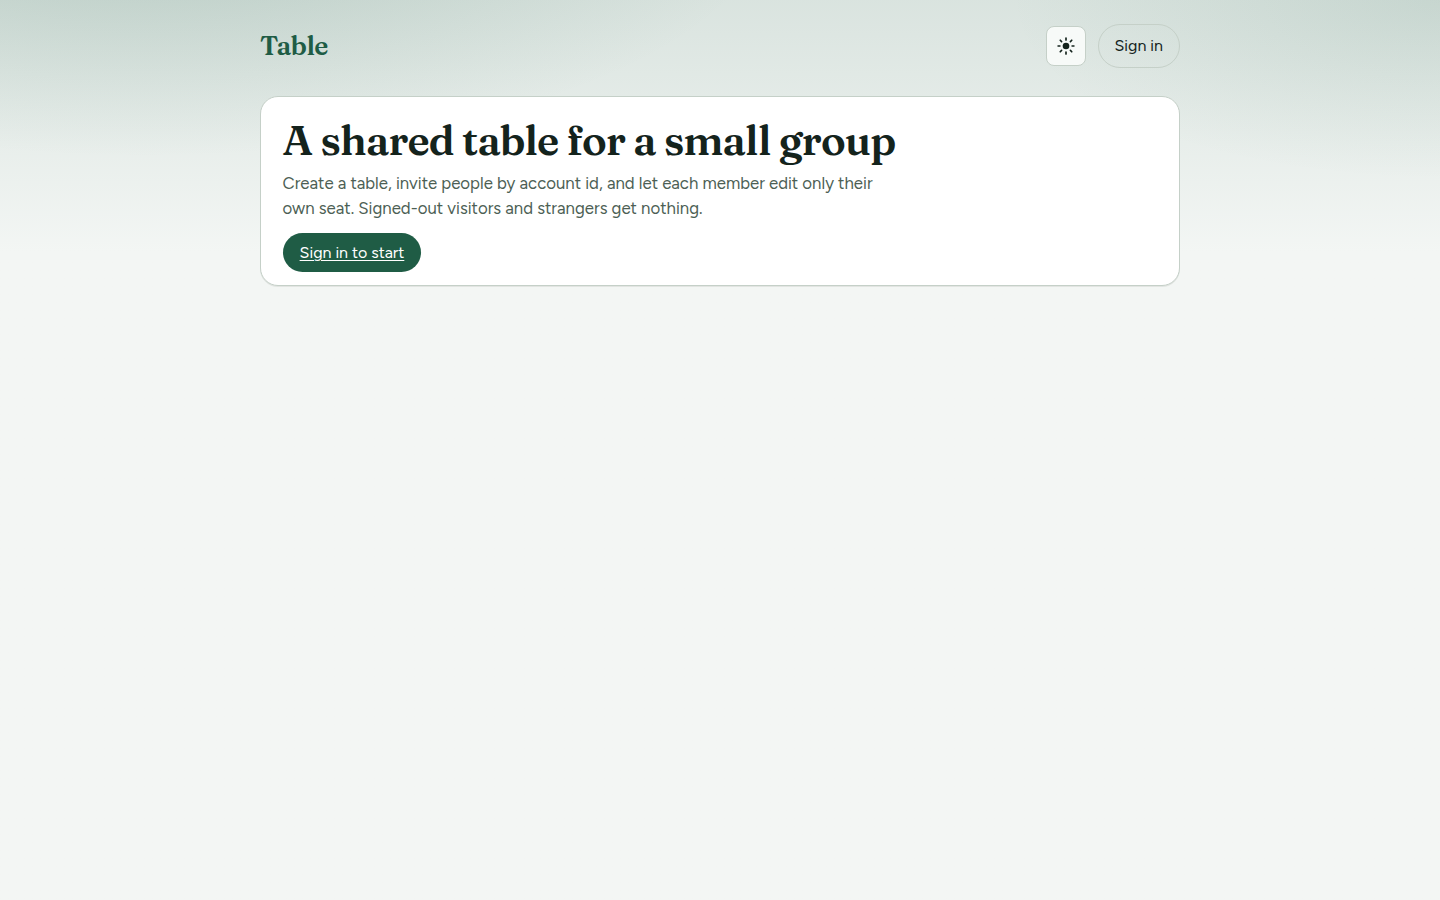 Table
Sign in
A shared table for a small group
Create a table, invite people by account id, and let each member edit only their
own seat. Signed-out visitors and strangers get nothing.
Sign in to start